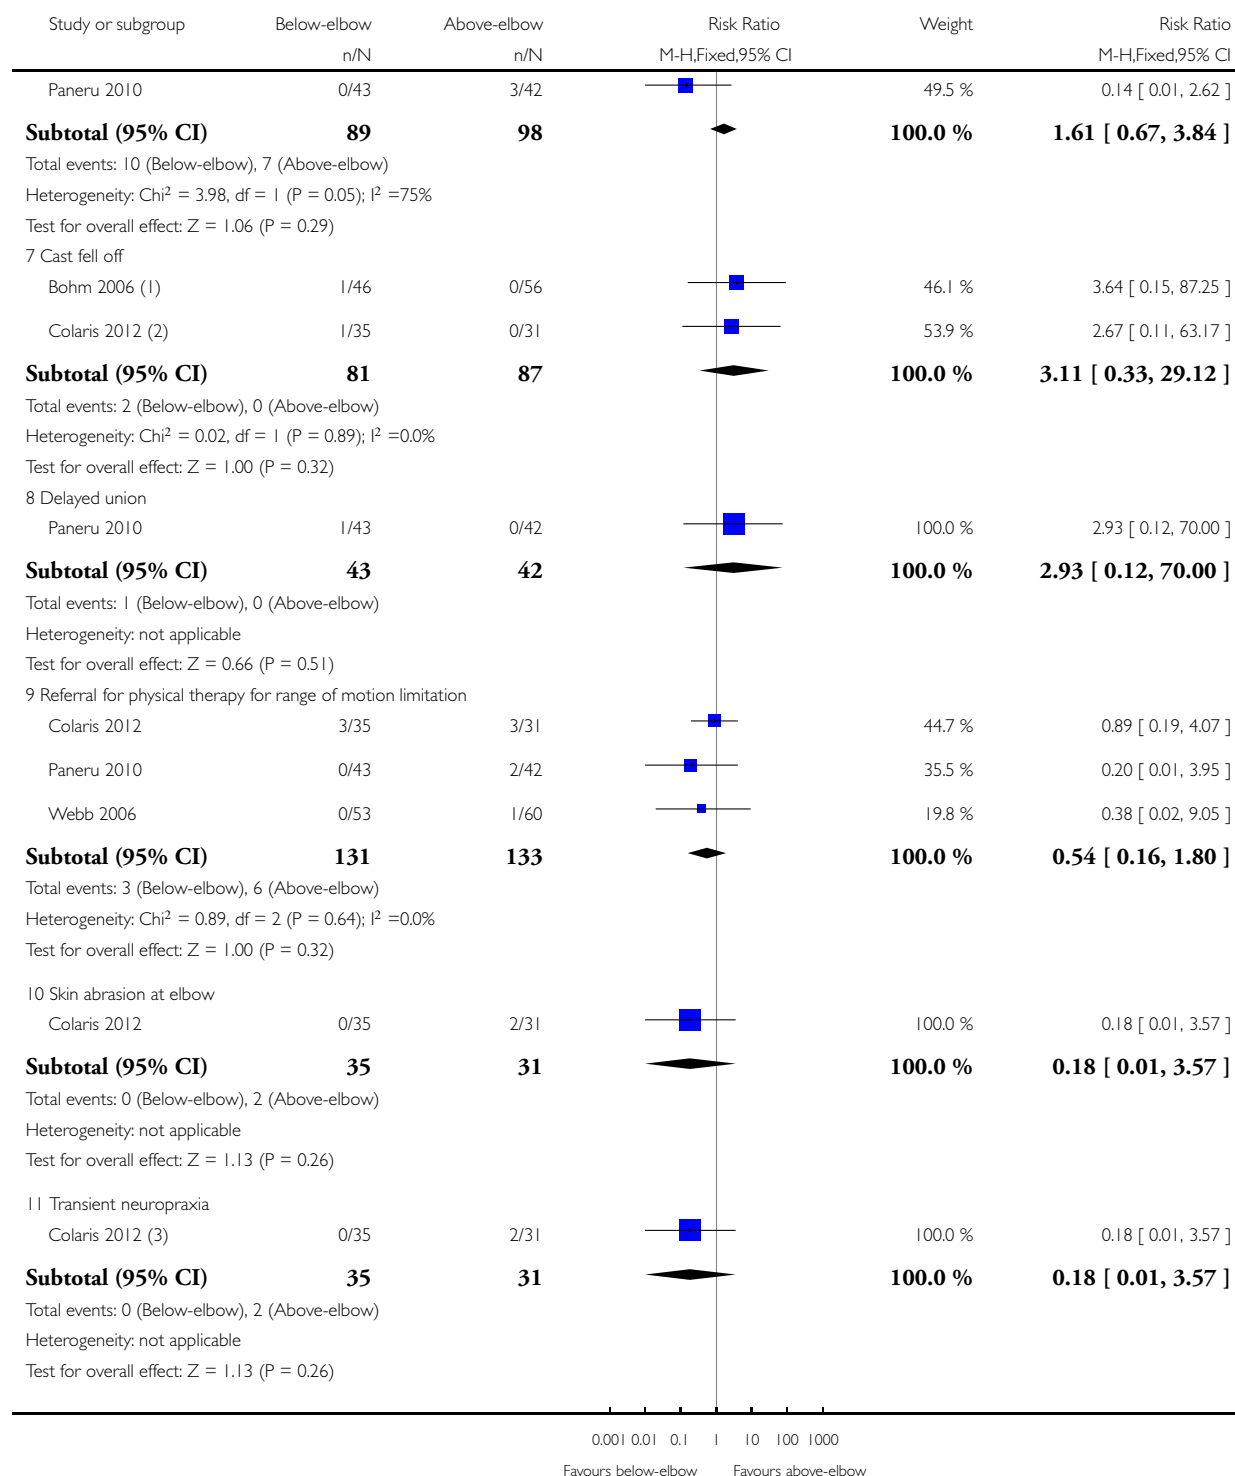 Study or subgroup Below-elbow Above-elbow Risk Ratio Weight Risk Ratio
n/N n/N M-H,Fixed,95% CI M-H,Fixed,95% CI
Paneru 2010 0/43 3/42 49.5 % 0.14 [ 0.01, 2.62 ]
Subtotal (95% CI) 89 98 100.0 % 1.61 [ 0.67, 3.84 ]
Total events: 10 (Below-elbow), 7 (Above-elbow)
Heterogeneity: Chi² = 3.98, df = 1 (P = 0.05); I² =75%
Test for overall effect: Z = 1.06 (P = 0.29)
7 Cast fell off
Bohm 2006 (1) 1/46 0/56 46.1 % 3.64 [ 0.15, 87.25 ]
Colaris 2012 (2) 1/35 0/31 53.9 % 2.67 [ 0.11, 63.17 ]
Subtotal (95% CI) 81 87 100.0 % 3.11 [ 0.33, 29.12 ]
Total events: 2 (Below-elbow), 0 (Above-elbow)
Heterogeneity: Chi² = 0.02, df = 1 (P = 0.89); I² =0.0%
Test for overall effect: Z = 1.00 (P = 0.32)
8 Delayed union
Paneru 2010 1/43 0/42 100.0 % 2.93 [ 0.12, 70.00 ]
Subtotal (95% CI) 43 42 100.0 % 2.93 [ 0.12, 70.00 ]
Total events: 1 (Below-elbow), 0 (Above-elbow)
Heterogeneity: not applicable
Test for overall effect: Z = 0.66 (P = 0.51)
9 Referral for physical therapy for range of motion limitation
Colaris 2012 3/35 3/31 44.7 % 0.89 [ 0.19, 4.07 ]
Paneru 2010 0/43 2/42 35.5 % 0.20 [ 0.01, 3.95 ]
Webb 2006 0/53 1/60 19.8 % 0.38 [ 0.02, 9.05 ]
Subtotal (95% CI) 131 133 100.0 % 0.54 [ 0.16, 1.80 ]
Total events: 3 (Below-elbow), 6 (Above-elbow)
Heterogeneity: Chi² = 0.89, df = 2 (P = 0.64); I² =0.0%
Test for overall effect: Z = 1.00 (P = 0.32)
10 Skin abrasion at elbow
Colaris 2012 0/35 2/31 100.0 % 0.18 [ 0.01, 3.57 ]
Subtotal (95% CI) 35 31 100.0 % 0.18 [ 0.01, 3.57 ]
Total events: 0 (Below-elbow), 2 (Above-elbow)
Heterogeneity: not applicable
Test for overall effect: Z = 1.13 (P = 0.26)
11 Transient neuropraxia
Colaris 2012 (3) 0/35 2/31 100.0 % 0.18 [ 0.01, 3.57 ]
Subtotal (95% CI) 35 31 100.0 % 0.18 [ 0.01, 3.57 ]
Total events: 0 (Below-elbow), 2 (Above-elbow)
Heterogeneity: not applicable
Test for overall effect: Z = 1.13 (P = 0.26)
0.001 0.01 0.1 1 10 100 1000
Favours below-elbow Favours above-elbow